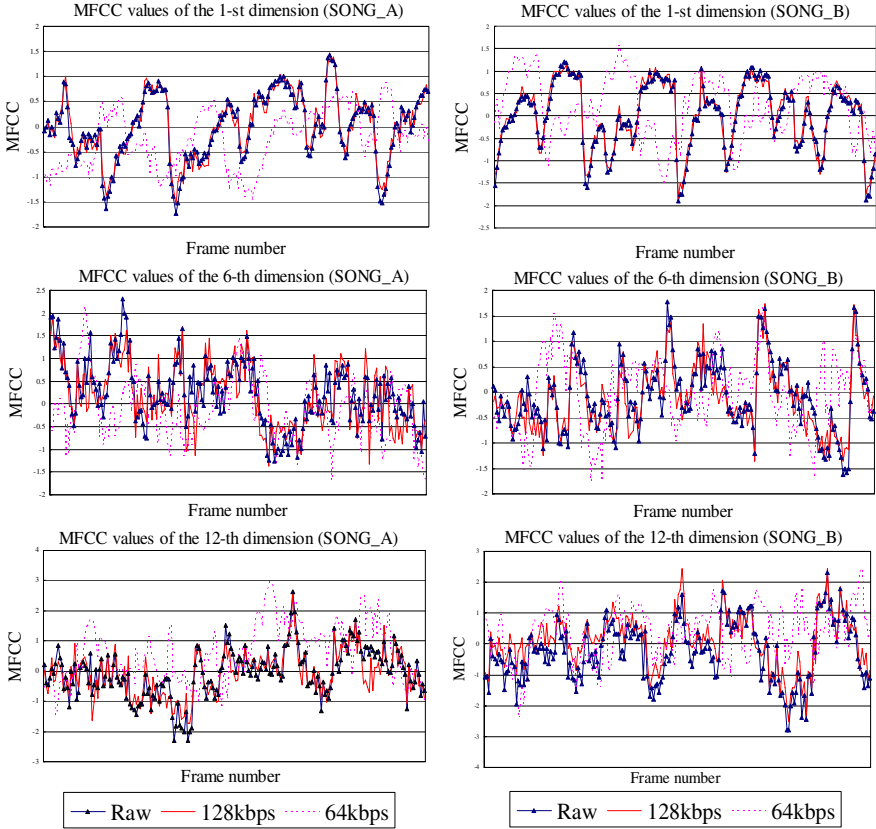 MFCC values of the 1-st dimension (SONG_A)
2
1.5
1
0.5
0
-0.5
-1
-1.5
-2
MFCC
Frame number
MFCC values of the 1-st dimension (SONG_B)
2
1.5
1
0.5
0
-0.5
-1
-1.5
-2
-2.5
MFCC
Frame number
MFCC values of the 6-th dimension (SONG_A)
2.5
2
1.5
1
0.5
0
-0.5
-1
-1.5
-2
MFCC
Frame number
MFCC values of the 6-th dimension (SONG_B)
2
1.5
1
0.5
0
-0.5
-1
-1.5
-2
MFCC
Frame number
MFCC values of the 12-th dimension (SONG_A)
4
3
2
1
0
-1
-2
-3
MFCC
Frame number
MFCC values of the 12-th dimension (SONG_B)
3
2
1
0
-1
-2
-3
-4
MFCC
Frame number
Raw 128kbps 64kbps
Raw 128kbps 64kbps